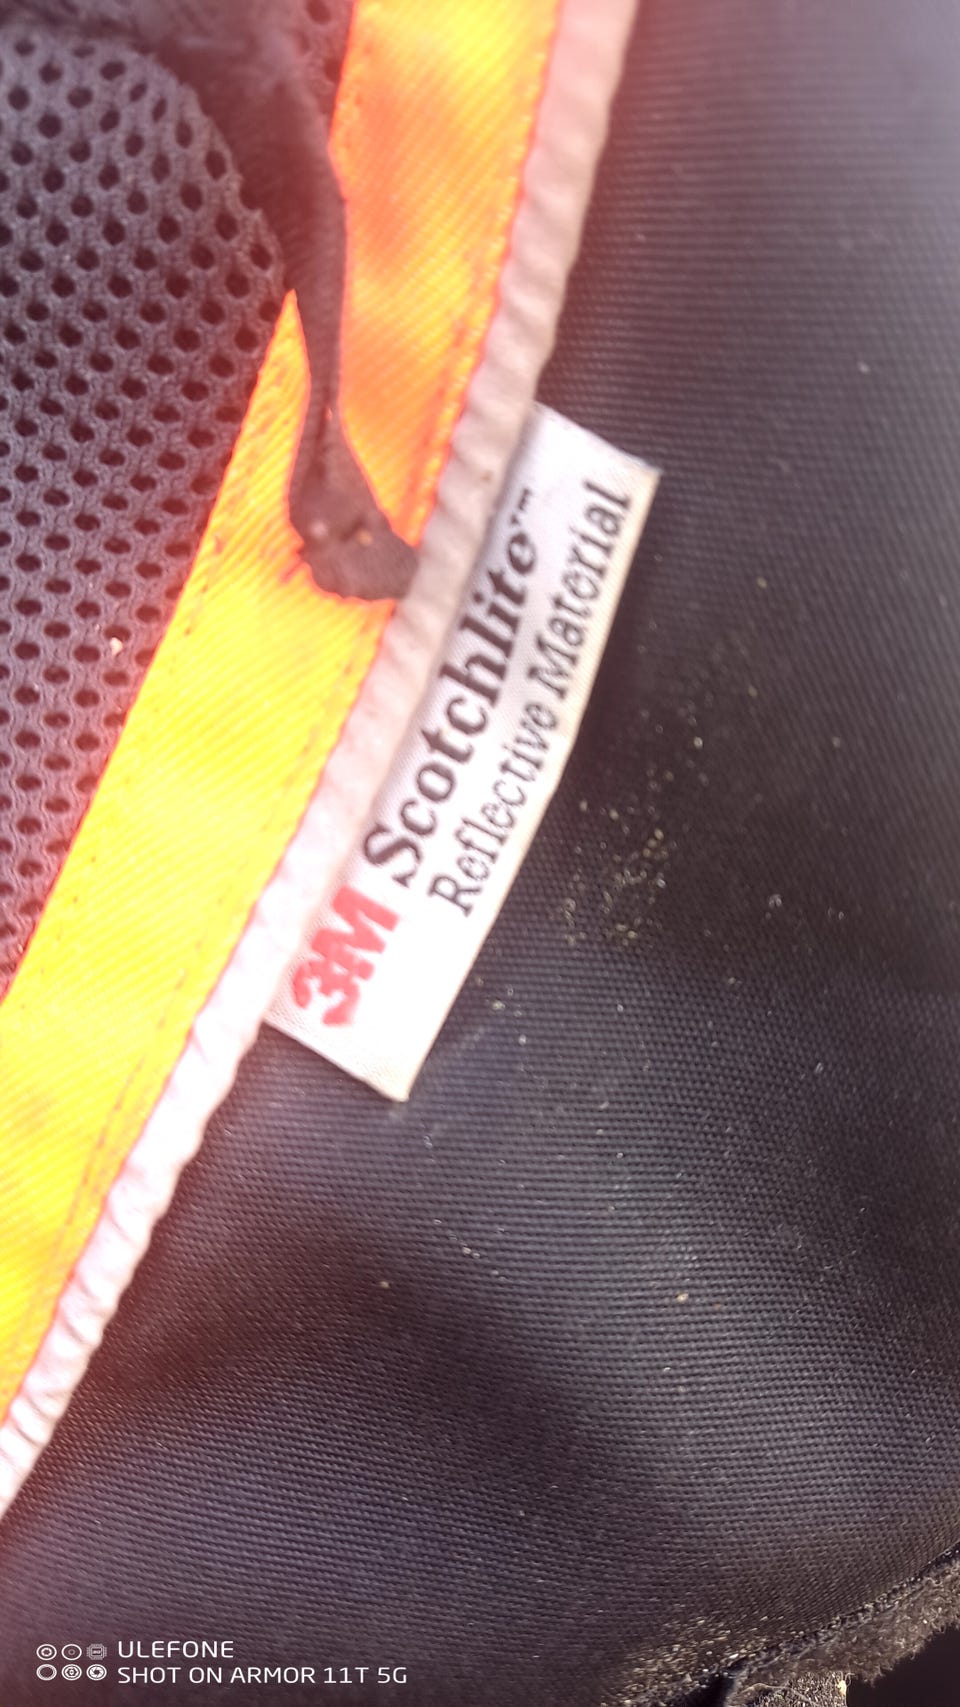 3M Scotchlite™
Reflective Material
ULEFONE
SHOT ON ARMOR 11T 5G